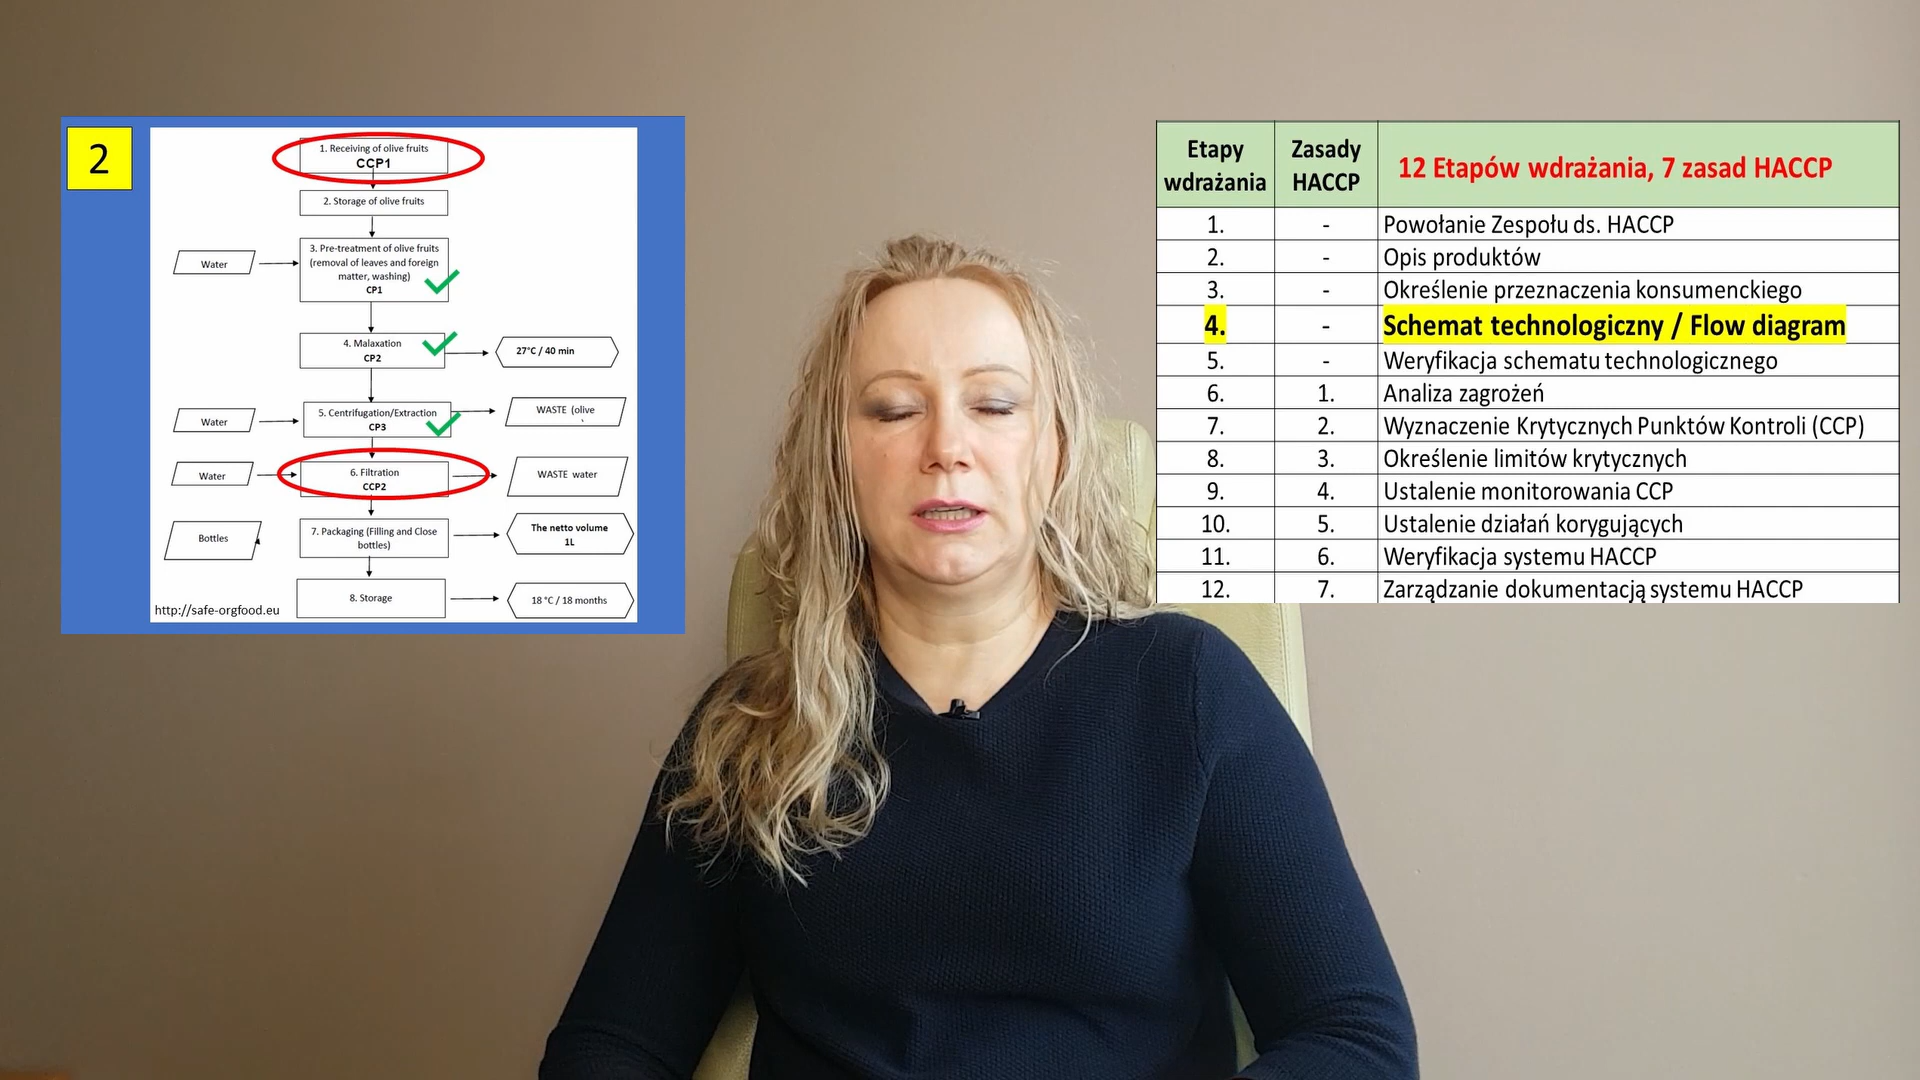 2
1. Receiving of olive fruits
CCP1
2. Storage of olive fruits
Water
3. Pre-treatment of olive fruits
(removal of leaves and foreign
matter, washing)
CP1
4. Malaxation
CP2
27°C / 40 min
Water
5. Centrifugation/Extraction
CP3
WASTE (olive
Water
6. Filtration
CCP2
WASTE water
Bottles
7. Packaging (Filling and Close
bottles)
The netto volume
1L
8. Storage
18 °C / 18 months
http://safe-orgfood.eu
Etapy wdrażania
Zasady HACCP
12 Etapów wdrażania, 7 zasad HACCP
1. - Powołanie Zespołu ds. HACCP
2. - Opis produktów
3. - Określenie przeznaczenia konsumenckiego
4. - Schemat technologiczny / Flow diagram
5. - Weryfikacja schematu technologicznego
6. 1. Analiza zagrożeń
7. 2. Wyznaczenie Krytycznych Punktów Kontroli (CCP)
8. 3. Określenie limitów krytycznych
9. 4. Ustalenie monitorowania CCP
10. 5. Ustalenie działań korygujących
11. 6. Weryfikacja systemu HACCP
12. 7. Zarządzanie dokumentacją systemu HACCP